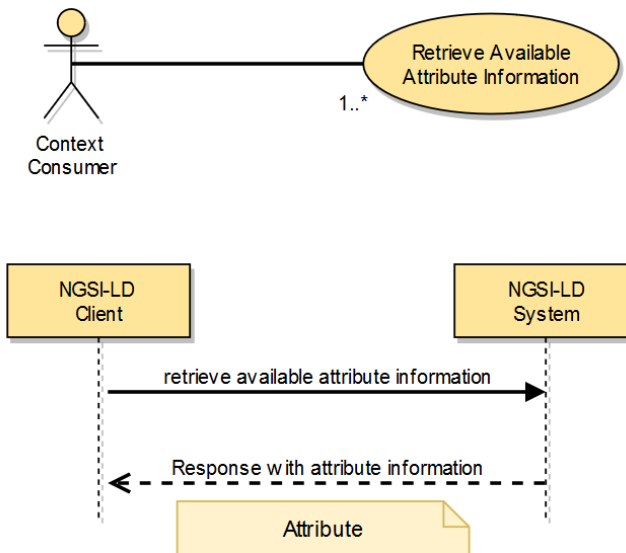 Retrieve Available
Attribute Information
1..*
Context
Consumer
NGSI-LD
Client
NGSI-LD
System
retrieve available attribute information
Response with attribute information
Attribute